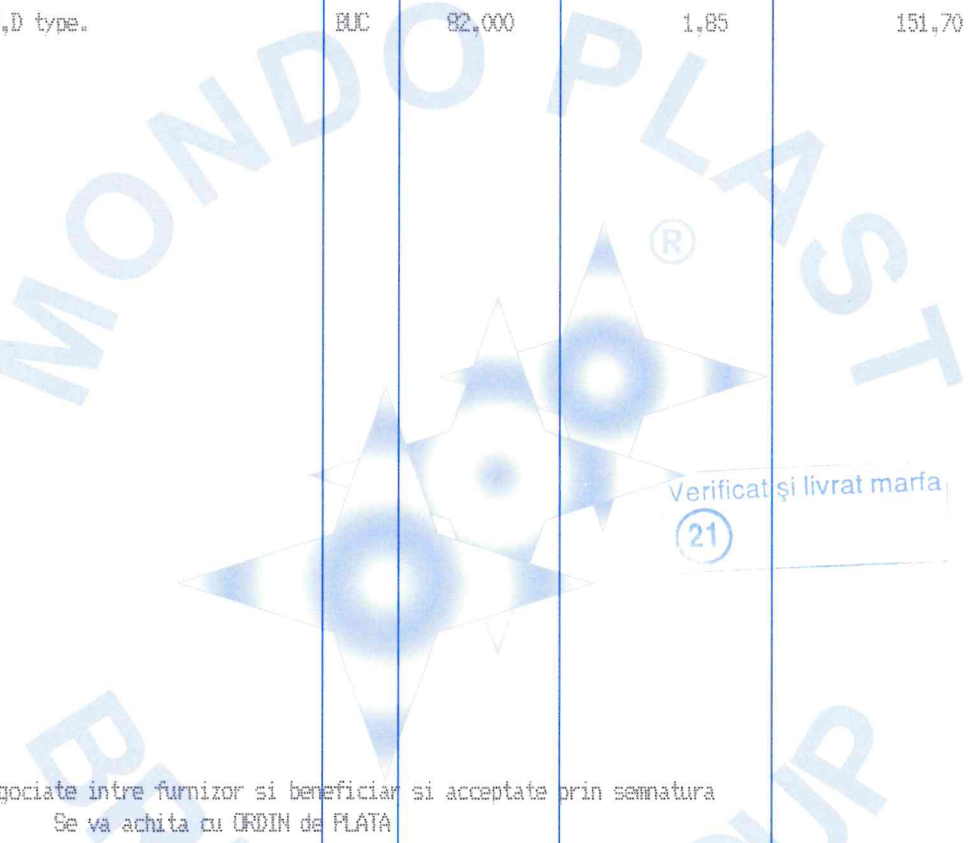 ,D type. BUC 82,000 1,85 151,70
MONDO PLAST
®
Verificat și livrat marfa
21
gociate intre furnizor si beneficiar si acceptate prin semnatura
Se va achita cu ORDIN de PLATA